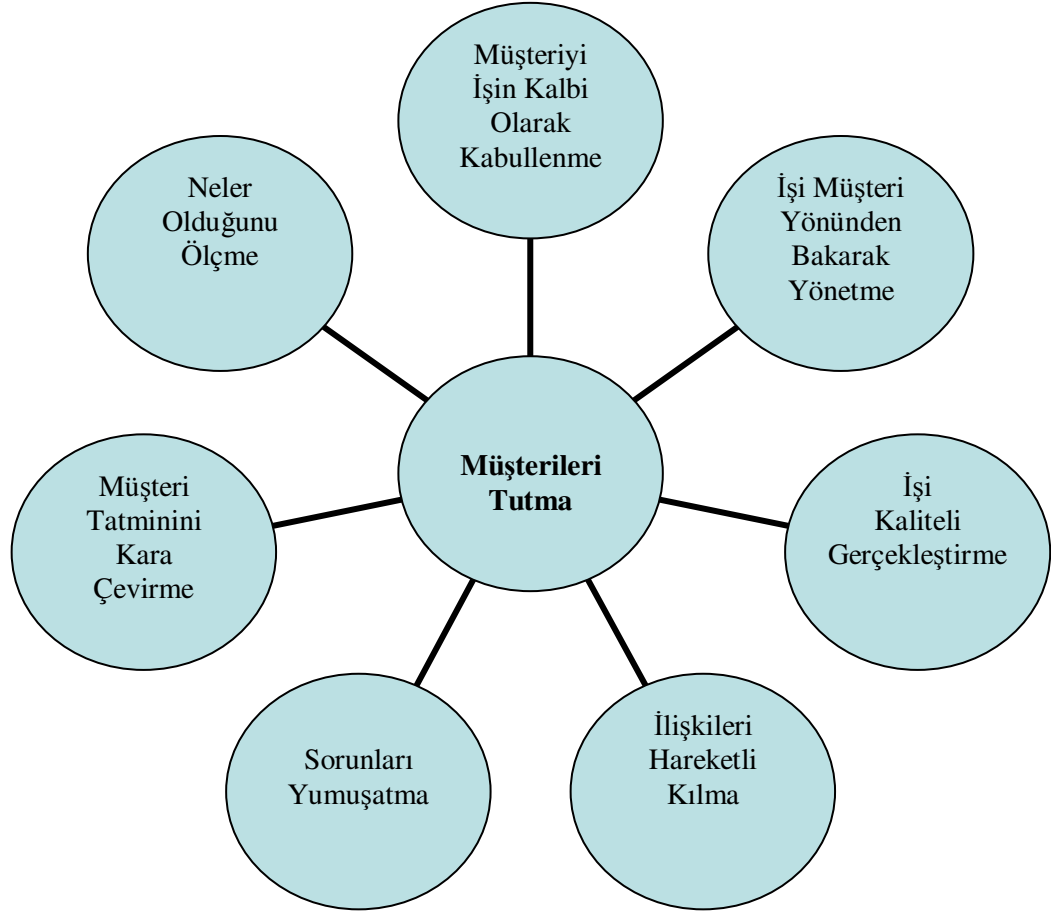 Müşteriyi
İşin Kalbi
Olarak
Kabullenme
İşi Müşteri
Yönünden
Bakarak
Yönetme
İşi
Kaliteli
Gerçekleştirme
İlişkileri
Hareketli
Kılma
Sorunları
Yumuşatma
Müşteri
Tatminini
Kara
Çevirme
Neler
Olduğunu
Ölçme
Müşterileri
Tutma